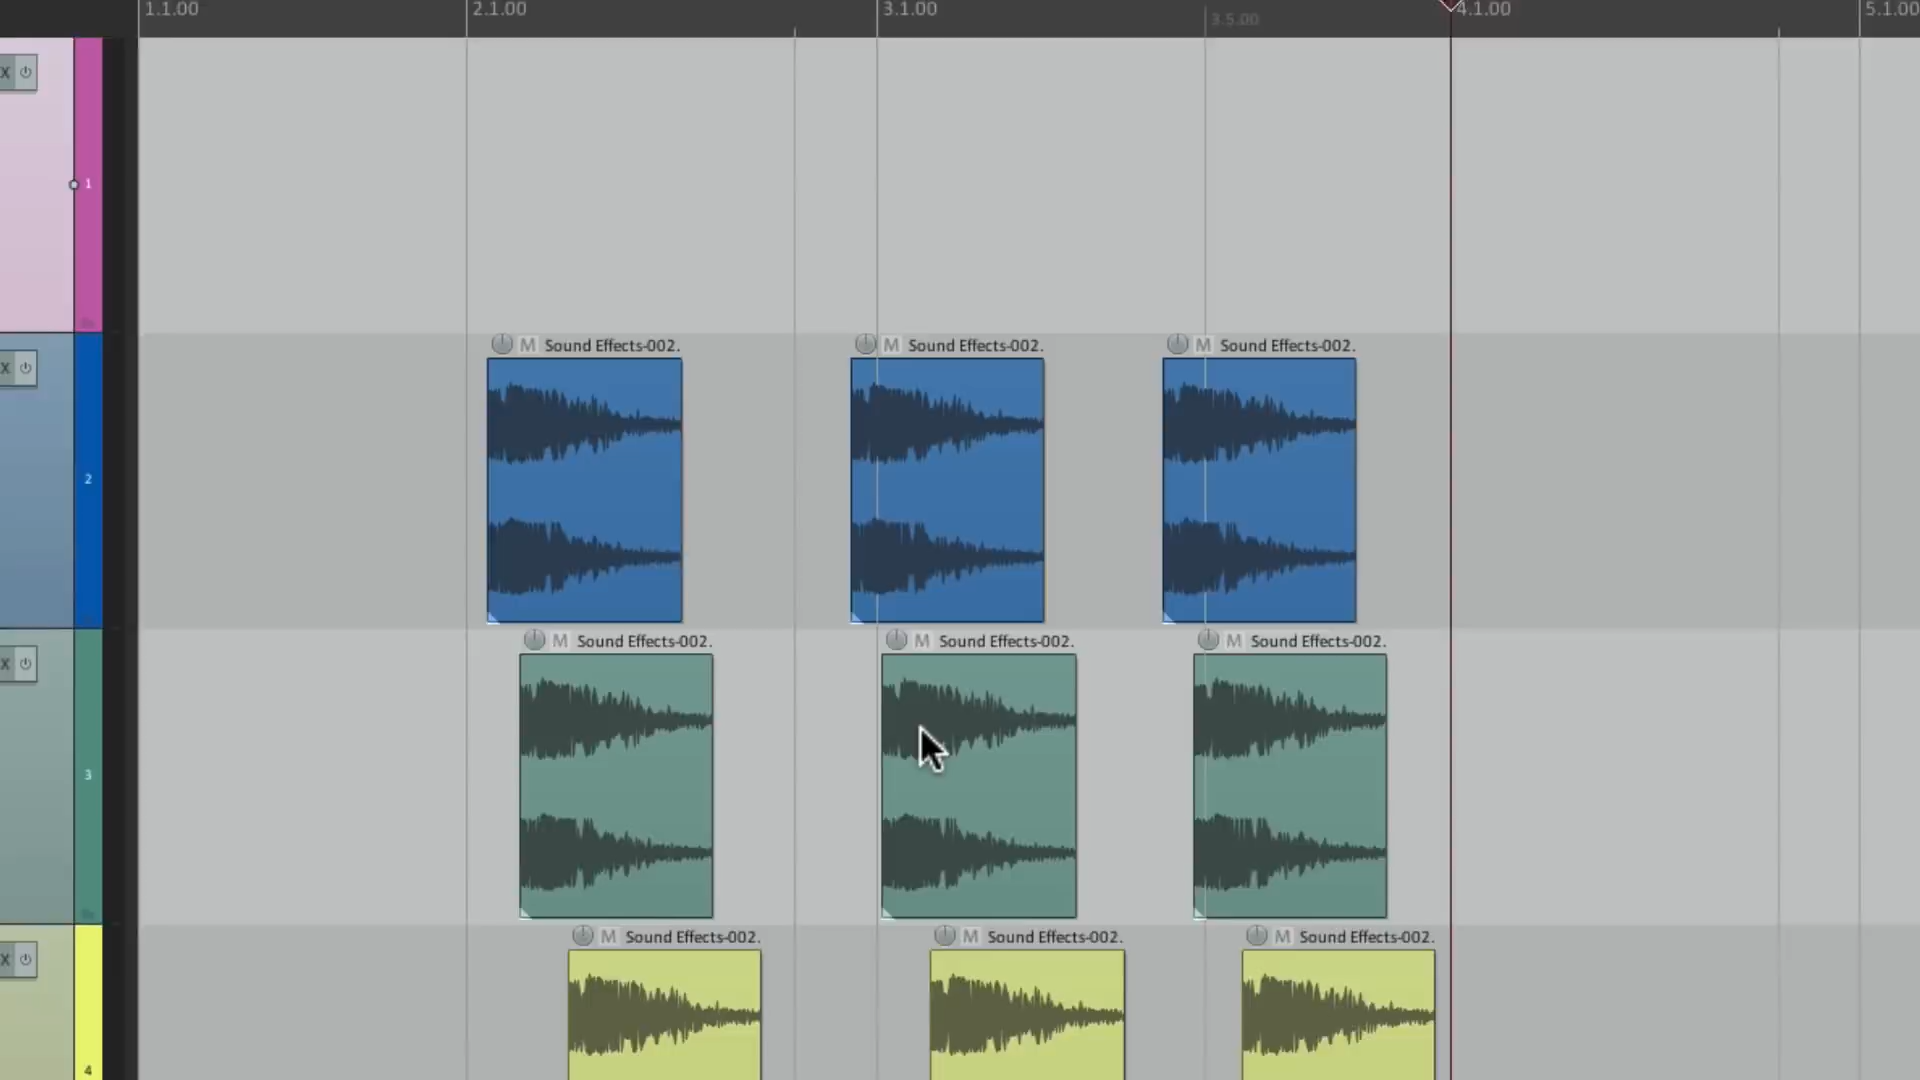 1.1.00 2.1.00 3.1.00 3.5.00 4.1.00 5.1.00
X
1
M Sound Effects-002. M Sound Effects-002. M Sound Effects-002.
X
2
M Sound Effects-002. M Sound Effects-002. M Sound Effects-002.
X
3
M Sound Effects-002. M Sound Effects-002. M Sound Effects-002.
X
4